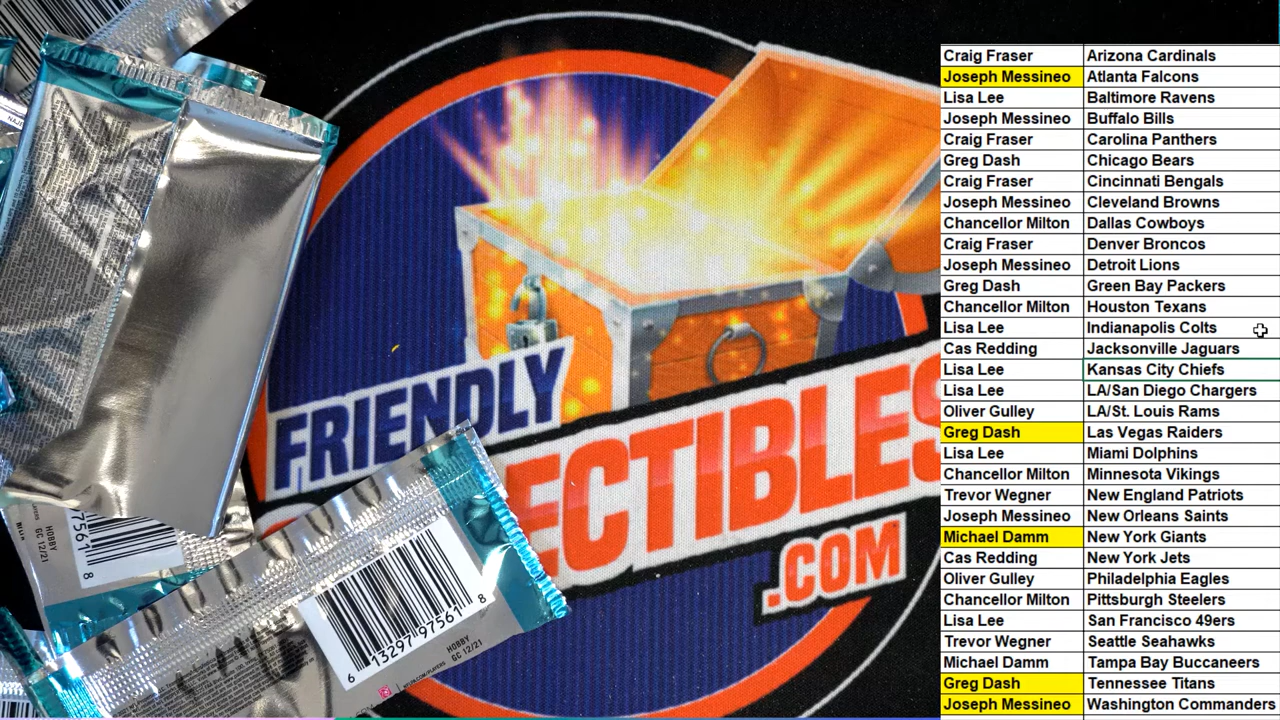 Craig Fraser Arizona Cardinals
Joseph Messineo Atlanta Falcons
Lisa Lee Baltimore Ravens
Joseph Messineo Buffalo Bills
Craig Fraser Carolina Panthers
Greg Dash Chicago Bears
Craig Fraser Cincinnati Bengals
Joseph Messineo Cleveland Browns
Chancellor Milton Dallas Cowboys
Craig Fraser Denver Broncos
Joseph Messineo Detroit Lions
Greg Dash Green Bay Packers
Chancellor Milton Houston Texans
Lisa Lee Indianapolis Colts
Cas Redding Jacksonville Jaguars
Lisa Lee Kansas City Chiefs
Lisa Lee LA/San Diego Chargers
Oliver Gulley LA/St. Louis Rams
Greg Dash Las Vegas Raiders
Lisa Lee Miami Dolphins
Chancellor Milton Minnesota Vikings
Trevor Wegner New England Patriots
Joseph Messineo New Orleans Saints
Michael Damm New York Giants
Cas Redding New York Jets
Oliver Gulley Philadelphia Eagles
Chancellor Milton Pittsburgh Steelers
Lisa Lee San Francisco 49ers
Trevor Wegner Seattle Seahawks
Michael Damm Tampa Bay Buccaneers
Greg Dash Tennessee Titans
Joseph Messineo Washington Commanders
FRIENDLY
ECTIBLES
.COM
97561 8
HOBBY
GC 12/21
6 13297 97561 8
HOBBY
GC 12/21